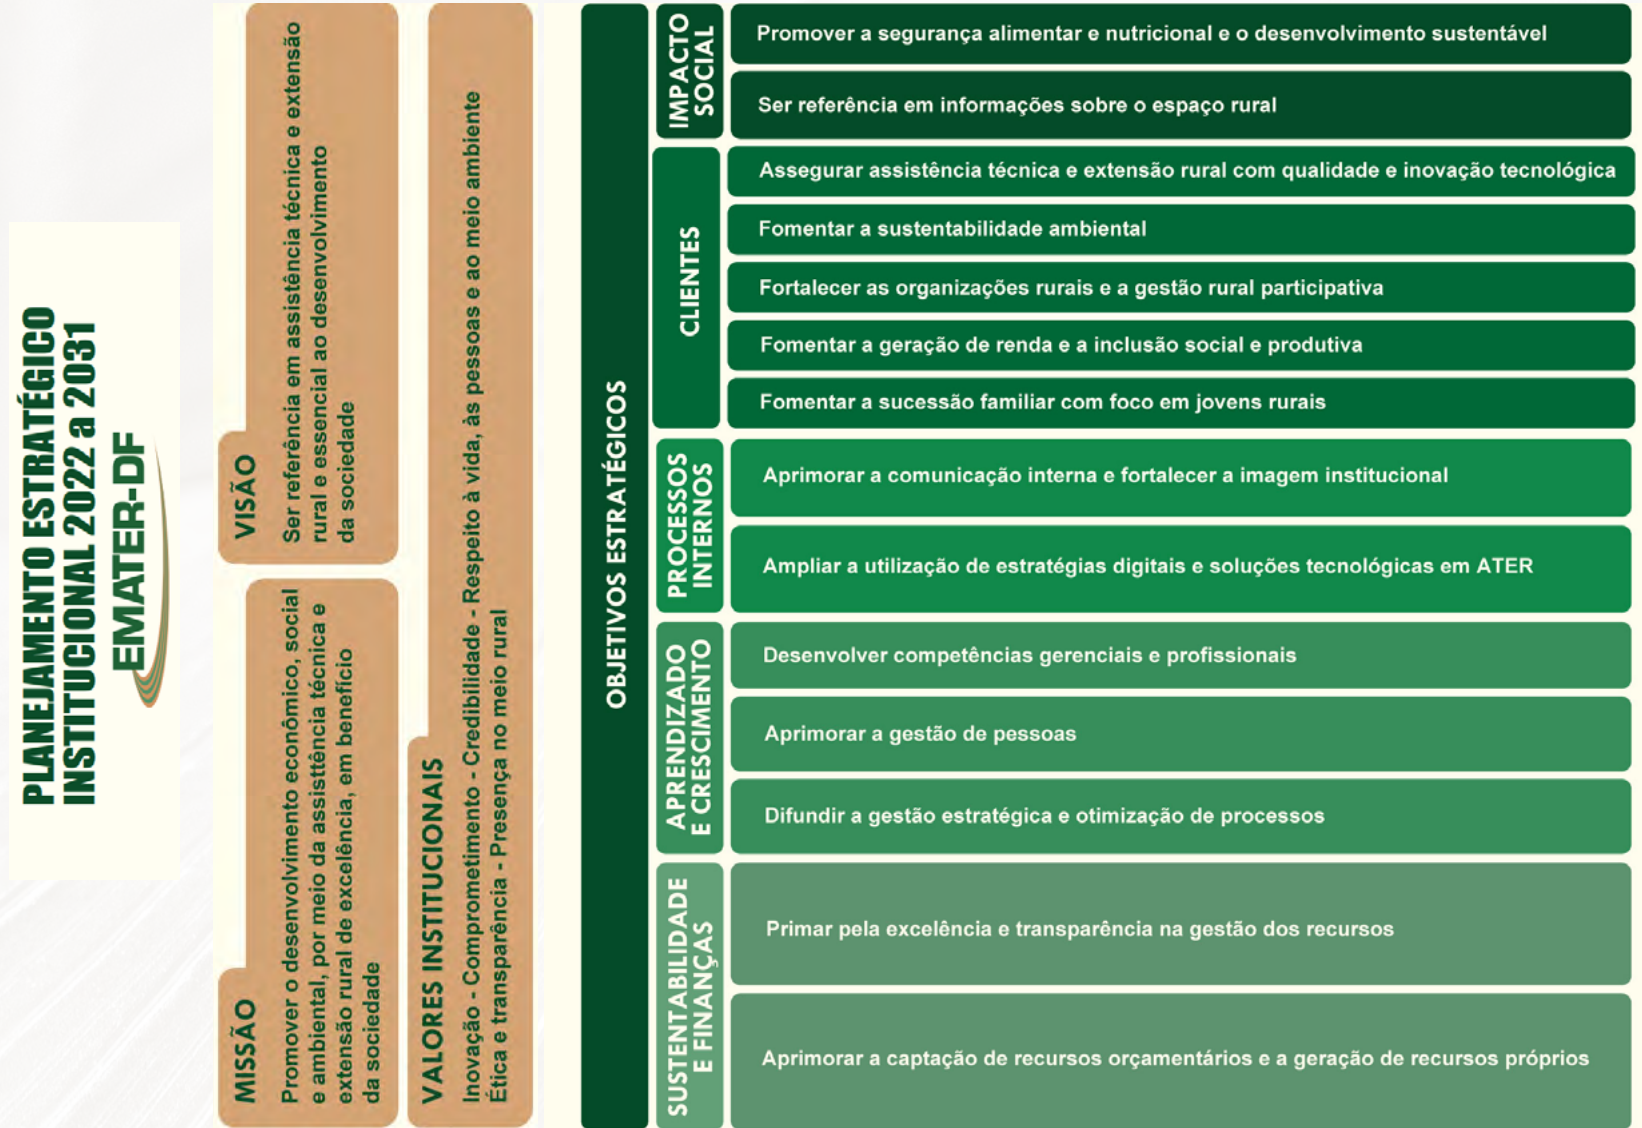 PLANEJAMENTO ESTRATÉGICO
INSTITUCIONAL 2022 a 2031
EMATER-DF
MISSÃO
Promover o desenvolvimento econômico, social
e ambiental, por meio da assisttência técnica e
extensão rural de excelência, em benefício
da sociedade
VISÃO
Ser referência em assistência técnica e extensão
rural e essencial ao desenvolvimento
da sociedade
VALORES INSTITUCIONAIS
Inovação - Comprometimento - Credibilidade - Respeito à vida, às pessoas e ao meio ambiente
Ética e transparência - Presença no meio rural
OBJETIVOS ESTRATÉGICOS
IMPACTO
SOCIAL
Promover a segurança alimentar e nutricional e o desenvolvimento sustentável
Ser referência em informações sobre o espaço rural
CLIENTES
Assegurar assistência técnica e extensão rural com qualidade e inovação tecnológica
Fomentar a sustentabilidade ambiental
Fortalecer as organizações rurais e a gestão rural participativa
Fomentar a geração de renda e a inclusão social e produtiva
Fomentar a sucessão familiar com foco em jovens rurais
PROCESSOS
INTERNOS
Aprimorar a comunicação interna e fortalecer a imagem institucional
Ampliar a utilização de estratégias digitais e soluções tecnológicas em ATER
APRENDIZADO
E CRESCIMENTO
Desenvolver competências gerenciais e profissionais
Aprimorar a gestão de pessoas
Difundir a gestão estratégica e otimização de processos
SUSTENTABILIDADE
E FINANÇAS
Primar pela excelência e transparência na gestão dos recursos
Aprimorar a captação de recursos orçamentários e a geração de recursos próprios